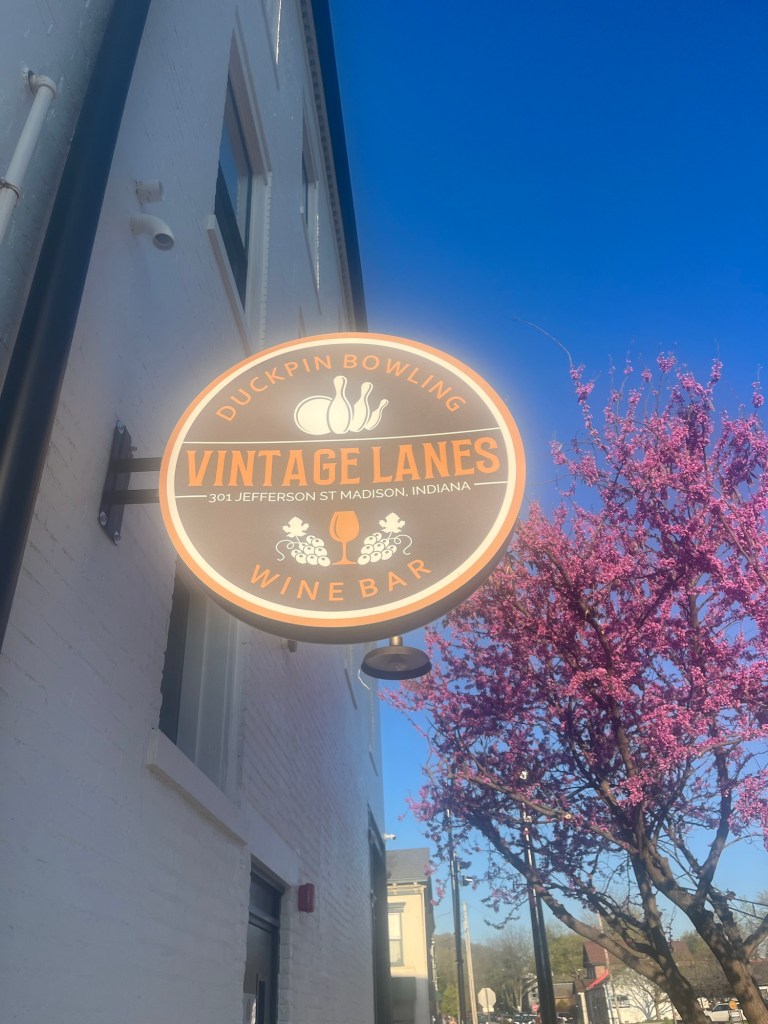 DUCKPIN BOWLING
VINTAGE LANES
301 JEFFERSON ST MADISON, INDIANA
WINE BAR